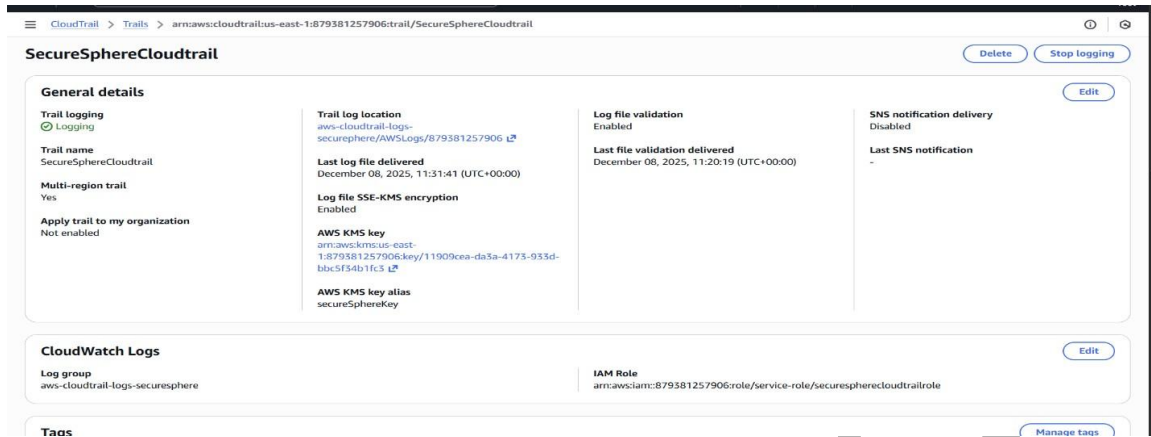 CloudTrail > Trails > arn:aws:cloudtrail:us-east-1:879381257906:trail/SecureSphereCloudtrail
SecureSphereCloudtrail
Delete
Stop logging
General details
Edit
Trail logging
Logging
Trail name
SecureSphereCloudtrail
Multi-region trail
Yes
Apply trail to my organization
Not enabled
Trail log location
aws-cloudtrail-logs-
securephere/AWSLogs/879381257906
Last log file delivered
December 08, 2025, 11:31:41 (UTC+00:00)
Log file SSE-KMS encryption
Enabled
AWS KMS key
arn:aws:kms:us-east-
1:879381257906:key/11909cea-da3a-4173-933d-
bbc5f34b1fc3
AWS KMS key alias
secureSphereKey
Log file validation
Enabled
Last file validation delivered
December 08, 2025, 11:20:19 (UTC+00:00)
SNS notification delivery
Disabled
Last SNS notification
-
CloudWatch Logs
Edit
Log group
aws-cloudtrail-logs-securesphere
IAM Role
arn:aws:iam::879381257906:role/service-role/securespherecloudtrailrole
Tags
Manage tags